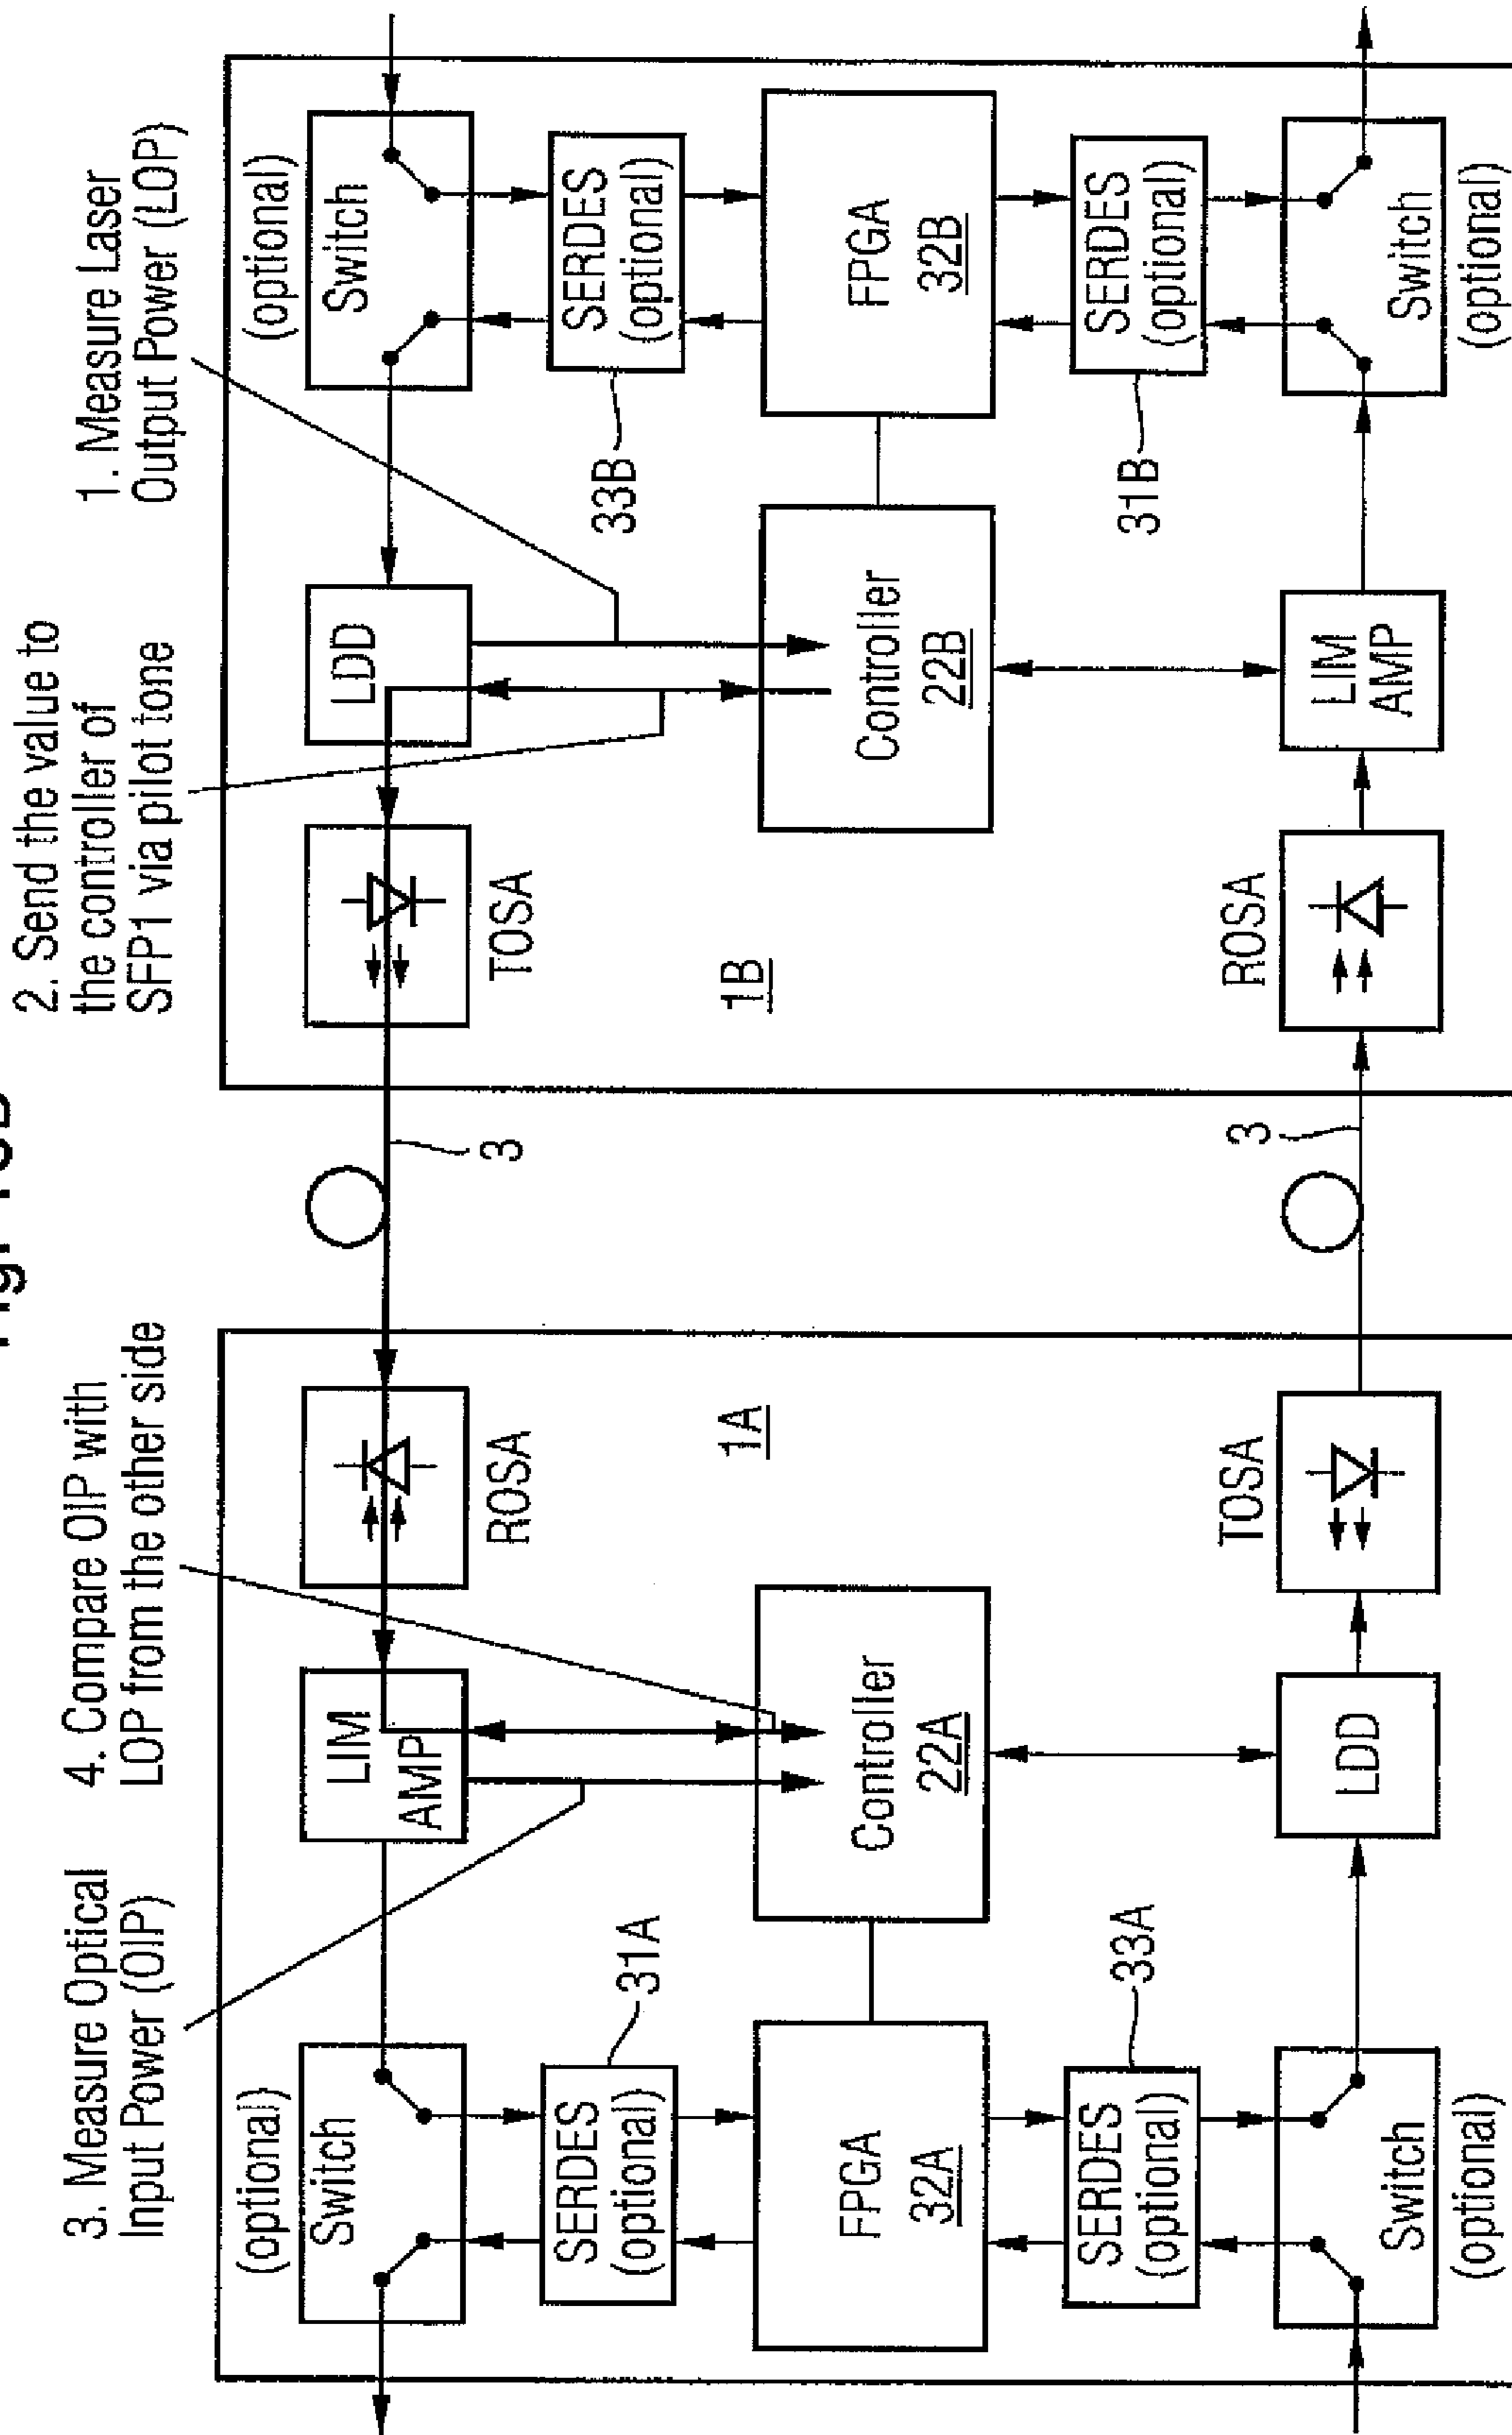 Fig.
3. Measure Optical
Input Power (OIP)
4. Compare OIP with
LOP from the other side
2. Send the value to
the controller of
SFP1 via pilot tone
1. Measure Laser
Output Power (LOP)
(optional)
Switch
LIM
AMP
ROSA
3
TOSA
LDD
(optional)
Switch
SERDES
(optional)
31A
1A
1B
33B
SERDES
(optional)
FPGA
32A
Controller
22A
Controller
22B
FPGA
32B
SERDES
(optional)
33A
TOSA
3
ROSA
31B
SERDES
(optional)
Switch
(optional)
LDD
LIM
AMP
Switch
(optional)